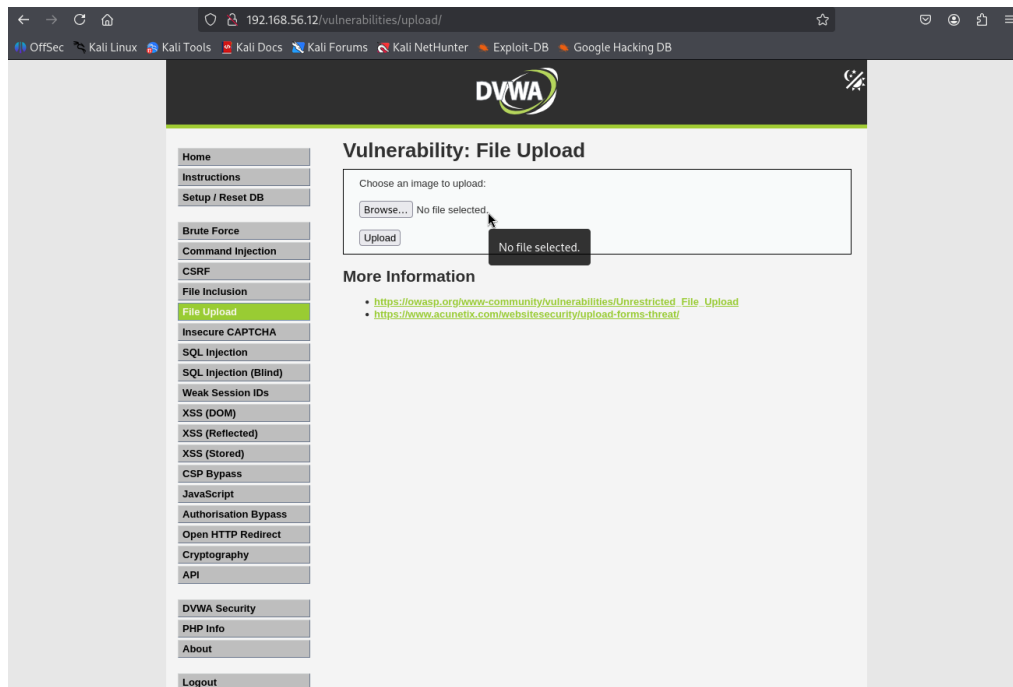 192.168.56.12/vulnerabilities/upload/
OffSec Kali Linux Kali Tools Kali Docs Kali Forums Kali NetHunter Exploit-DB Google Hacking DB
DVWA
Home
Instructions
Setup / Reset DB
Brute Force
Command Injection
CSRF
File Inclusion
File Upload
Insecure CAPTCHA
SQL Injection
SQL Injection (Blind)
Weak Session IDs
XSS (DOM)
XSS (Reflected)
XSS (Stored)
CSP Bypass
JavaScript
Authorisation Bypass
Open HTTP Redirect
Cryptography
API
DVWA Security
PHP Info
About
Logout
Vulnerability: File Upload
Choose an image to upload:
Browse... No file selected.
Upload
No file selected.
More Information
https://owasp.org/www-community/vulnerabilities/Unrestricted_File_Upload
https://www.acunetix.com/websitesecurity/upload-forms-threat/